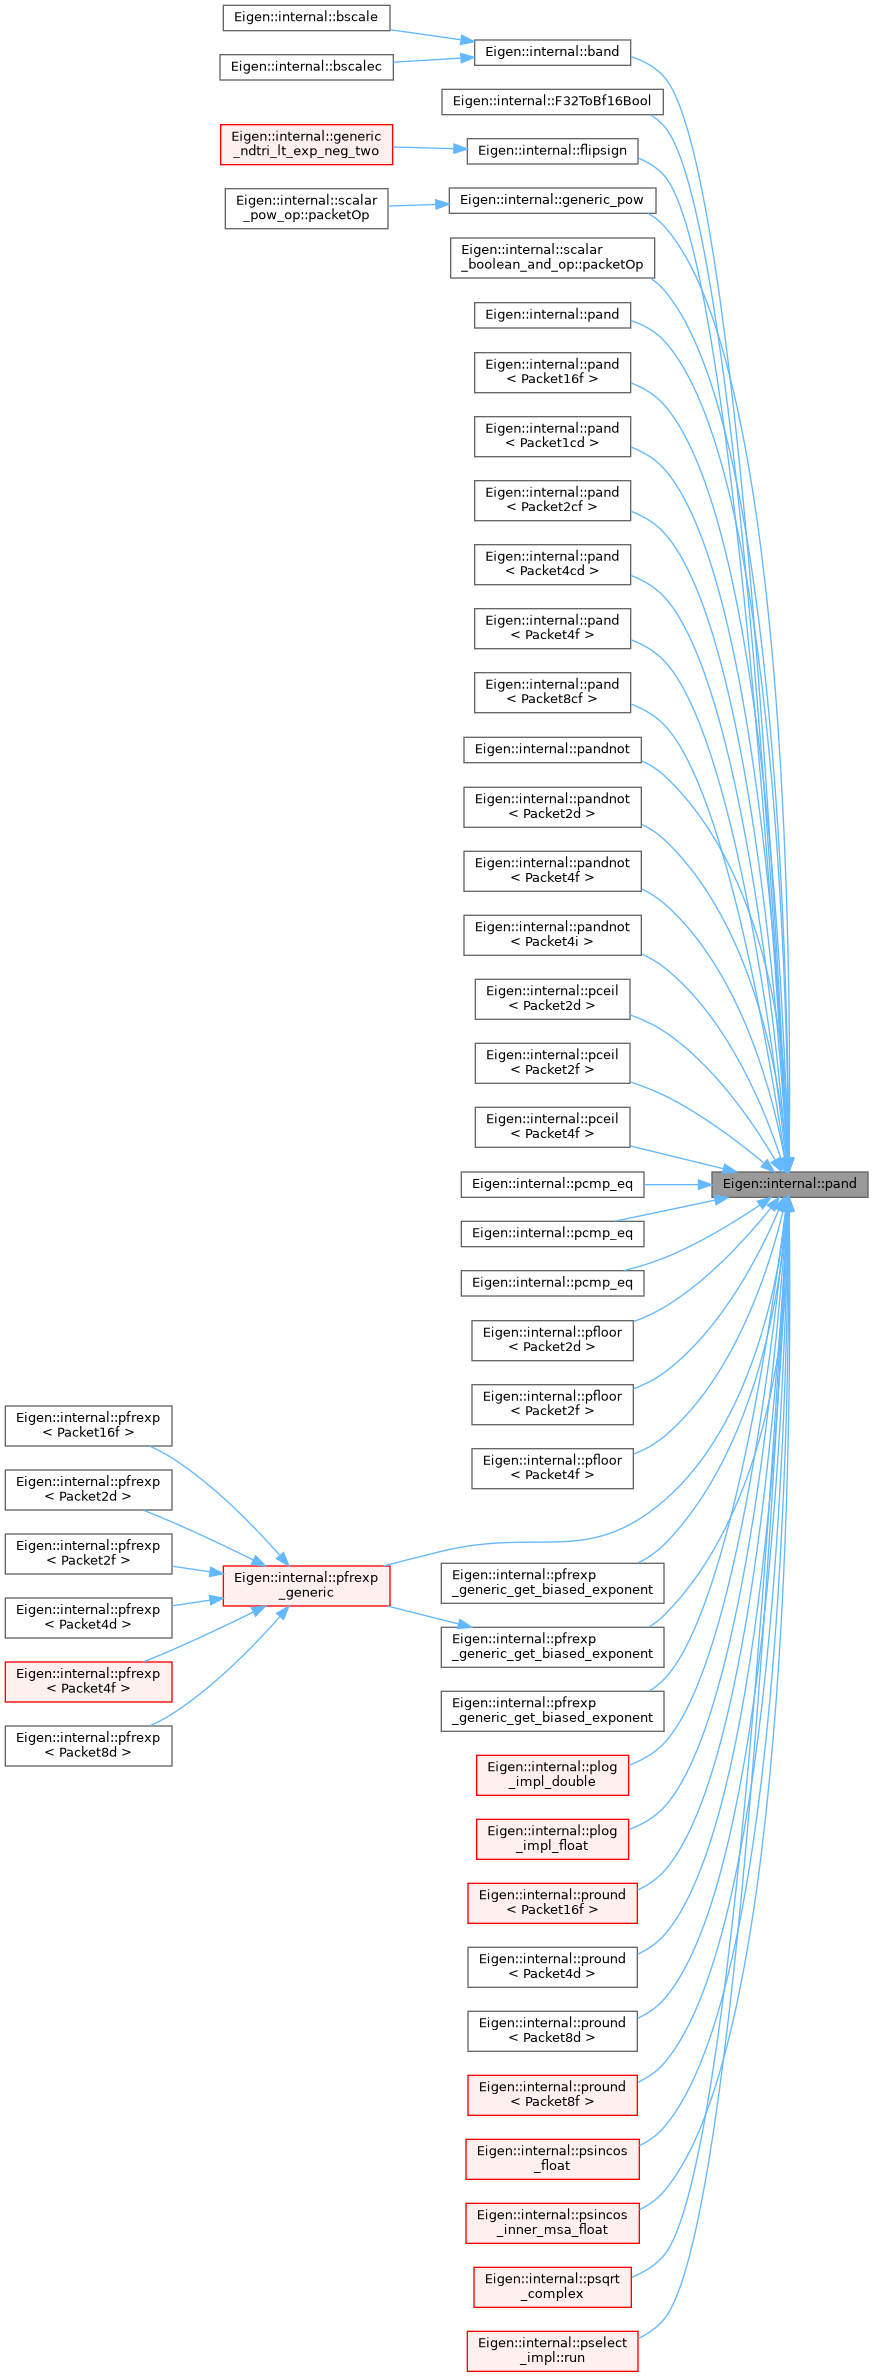 Eigen::internal::bscale
Eigen::internal::band
Eigen::internal::bscalec
Eigen::internal::F32ToBf16Bool
Eigen::internal::generic
_ndtri_lt_exp_neg_two
Eigen::internal::flipsign
Eigen::internal::scalar
_pow_op::packetOp
Eigen::internal::generic_pow
Eigen::internal::scalar
_boolean_and_op::packetOp
Eigen::internal::pand
Eigen::internal::pand
< Packet16f >
Eigen::internal::pand
< Packet1cd >
Eigen::internal::pand
< Packet2cf >
Eigen::internal::pand
< Packet4cd >
Eigen::internal::pand
< Packet4f >
Eigen::internal::pand
< Packet8cf >
Eigen::internal::pandnot
Eigen::internal::pandnot
< Packet2d >
Eigen::internal::pandnot
< Packet4f >
Eigen::internal::pandnot
< Packet4i >
Eigen::internal::pceil
< Packet2d >
Eigen::internal::pceil
< Packet2f >
Eigen::internal::pceil
< Packet4f >
Eigen::internal::pcmp_eq
Eigen::internal::pand
Eigen::internal::pcmp_eq
Eigen::internal::pcmp_eq
Eigen::internal::pfloor
< Packet2d >
Eigen::internal::pfloor
< Packet2f >
Eigen::internal::pfloor
< Packet4f >
Eigen::internal::pfrexp
< Packet16f >
Eigen::internal::pfrexp
< Packet2d >
Eigen::internal::pfrexp
< Packet2f >
Eigen::internal::pfrexp
< Packet4d >
Eigen::internal::pfrexp
< Packet4f >
Eigen::internal::pfrexp
< Packet8d >
Eigen::internal::pfrexp
_generic
Eigen::internal::pfrexp
_generic_get_biased_exponent
Eigen::internal::pfrexp
_generic_get_biased_exponent
Eigen::internal::pfrexp
_generic_get_biased_exponent
Eigen::internal::plog
_impl_double
Eigen::internal::plog
_impl_float
Eigen::internal::pround
< Packet16f >
Eigen::internal::pround
< Packet4d >
Eigen::internal::pround
< Packet8d >
Eigen::internal::pround
< Packet8f >
Eigen::internal::psincos
_float
Eigen::internal::psincos
_inner_msa_float
Eigen::internal::psqrt
_complex
Eigen::internal::pselect
_impl::run